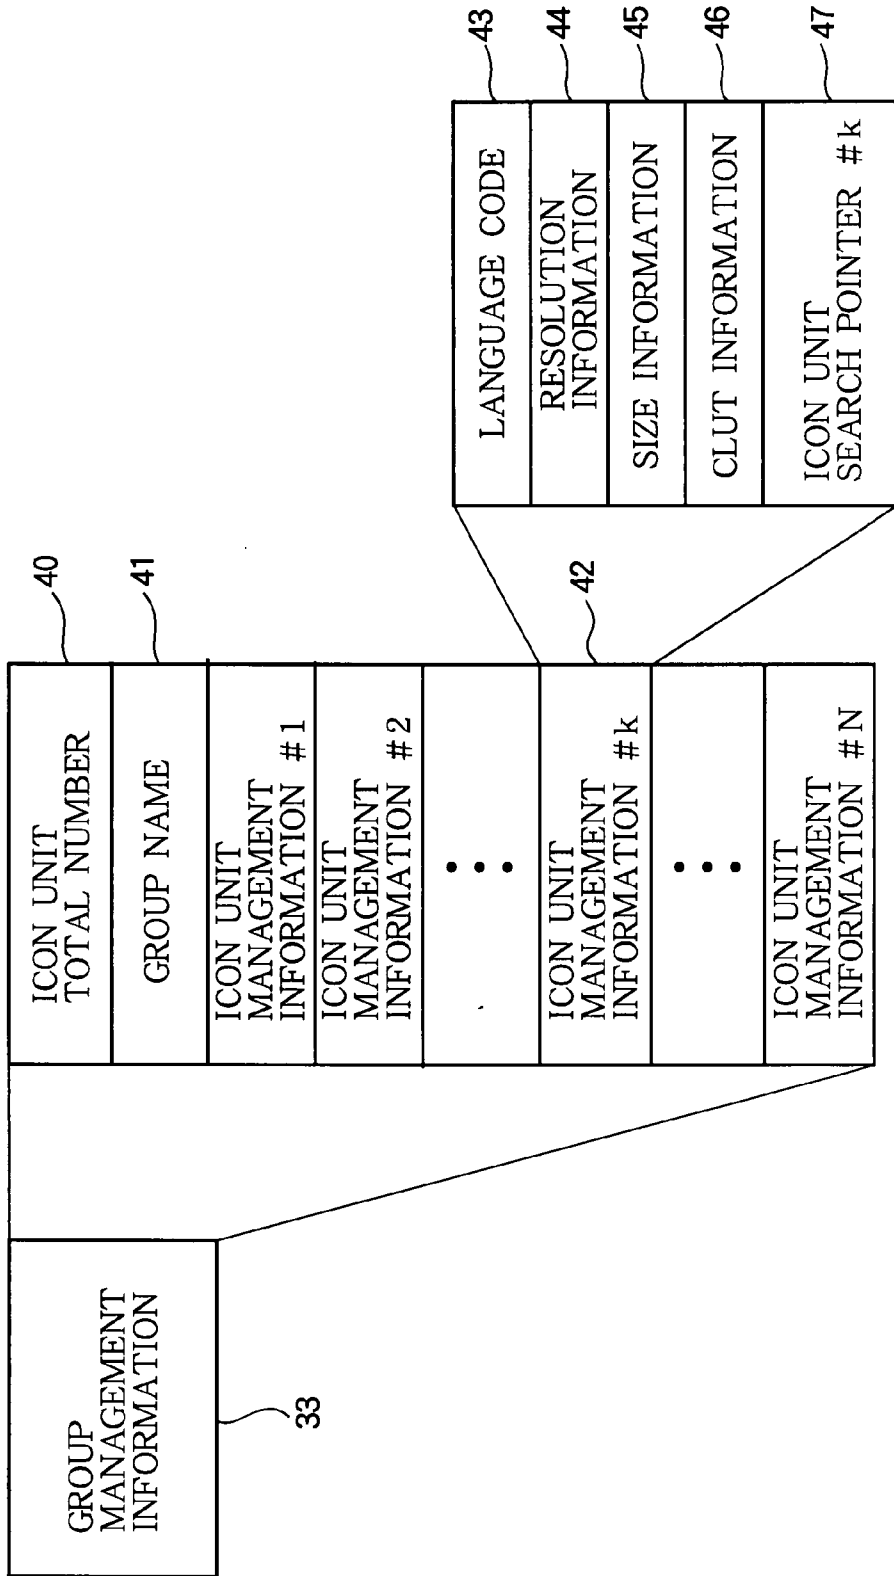 GROUP
MANAGEMENT
INFORMATION
33
ICON UNIT
TOTAL NUMBER
40
GROUP NAME
41
ICON UNIT
MANAGEMENT
INFORMATION #1
ICON UNIT
MANAGEMENT
INFORMATION #2
• • •
ICON UNIT
MANAGEMENT
INFORMATION #k
42
• • •
ICON UNIT
MANAGEMENT
INFORMATION #N
LANGUAGE CODE
43
RESOLUTION
INFORMATION
44
SIZE INFORMATION
45
CLUT INFORMATION
46
ICON UNIT
SEARCH POINTER #k
47